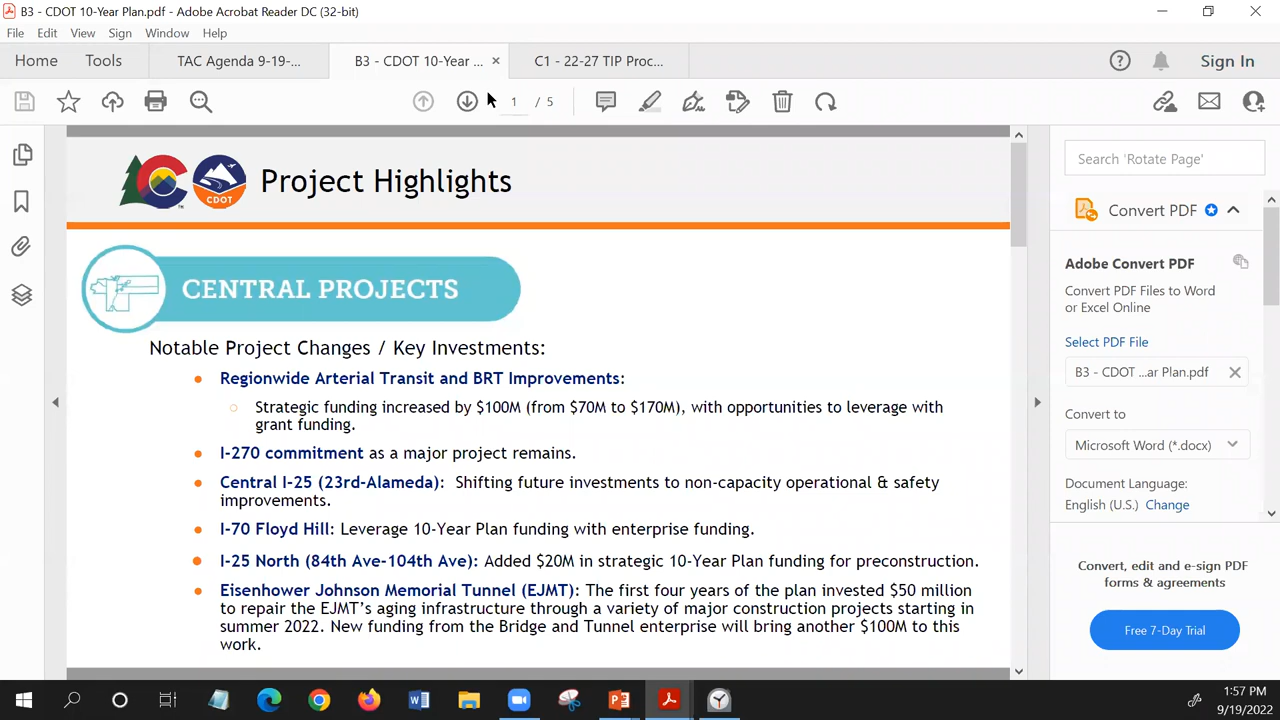 B3 - CDOT 10-Year Plan.pdf - Adobe Acrobat Reader DC (32-bit)
File Edit View Sign Window Help
Home Tools TAC Agenda 9-19-... B3 - CDOT 10-Year ... × C1 - 22-27 TIP Proc... Sign In
1 / 5
Project Highlights
CDOT
CENTRAL PROJECTS
Notable Project Changes / Key Investments:
• Regionwide Arterial Transit and BRT Improvements:
○ Strategic funding increased by $100M (from $70M to $170M), with opportunities to leverage with
grant funding.
• I-270 commitment as a major project remains.
• Central I-25 (23rd-Alameda): Shifting future investments to non-capacity operational & safety
improvements.
• I-70 Floyd Hill: Leverage 10-Year Plan funding with enterprise funding.
• I-25 North (84th Ave-104th Ave): Added $20M in strategic 10-Year Plan funding for preconstruction.
• Eisenhower Johnson Memorial Tunnel (EJMT): The first four years of the plan invested $50 million
to repair the EJMT’s aging infrastructure through a variety of major construction projects starting in
summer 2022. New funding from the Bridge and Tunnel enterprise will bring another $100M to this
work.
Search 'Rotate Page'
Convert PDF
Adobe Convert PDF
Convert PDF Files to Word
or Excel Online
Select PDF File
B3 - CDOT ...ar Plan.pdf
Convert to
Microsoft Word (*.docx)
Document Language:
English (U.S.) Change
Convert, edit and e-sign PDF
forms & agreements
Free 7-Day Trial
1:57 PM
9/19/2022